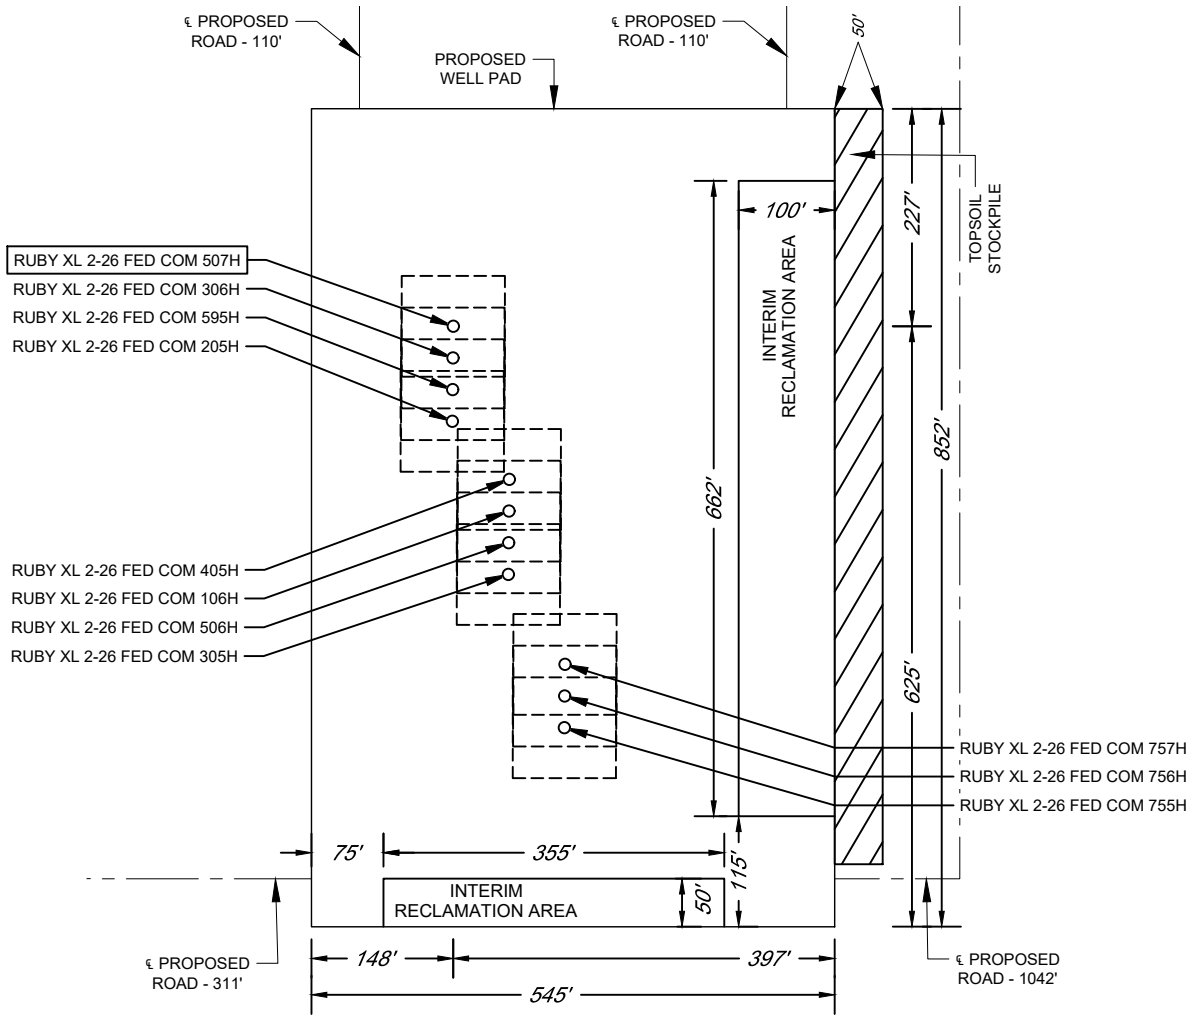 ℄ PROPOSED
ROAD - 110'
℄ PROPOSED
ROAD - 110'
50'
PROPOSED
WELL PAD
TOPSOIL
STOCKPILE
227'
852'
625'
100'
INTERIM
RECLAMATION AREA
662'
RUBY XL 2-26 FED COM 507H
RUBY XL 2-26 FED COM 306H
RUBY XL 2-26 FED COM 595H
RUBY XL 2-26 FED COM 205H
RUBY XL 2-26 FED COM 405H
RUBY XL 2-26 FED COM 106H
RUBY XL 2-26 FED COM 506H
RUBY XL 2-26 FED COM 305H
RUBY XL 2-26 FED COM 757H
RUBY XL 2-26 FED COM 756H
RUBY XL 2-26 FED COM 755H
75'
355'
115'
INTERIM
RECLAMATION AREA
50'
℄ PROPOSED
ROAD - 311'
148'
397'
545'
℄ PROPOSED
ROAD - 1042'